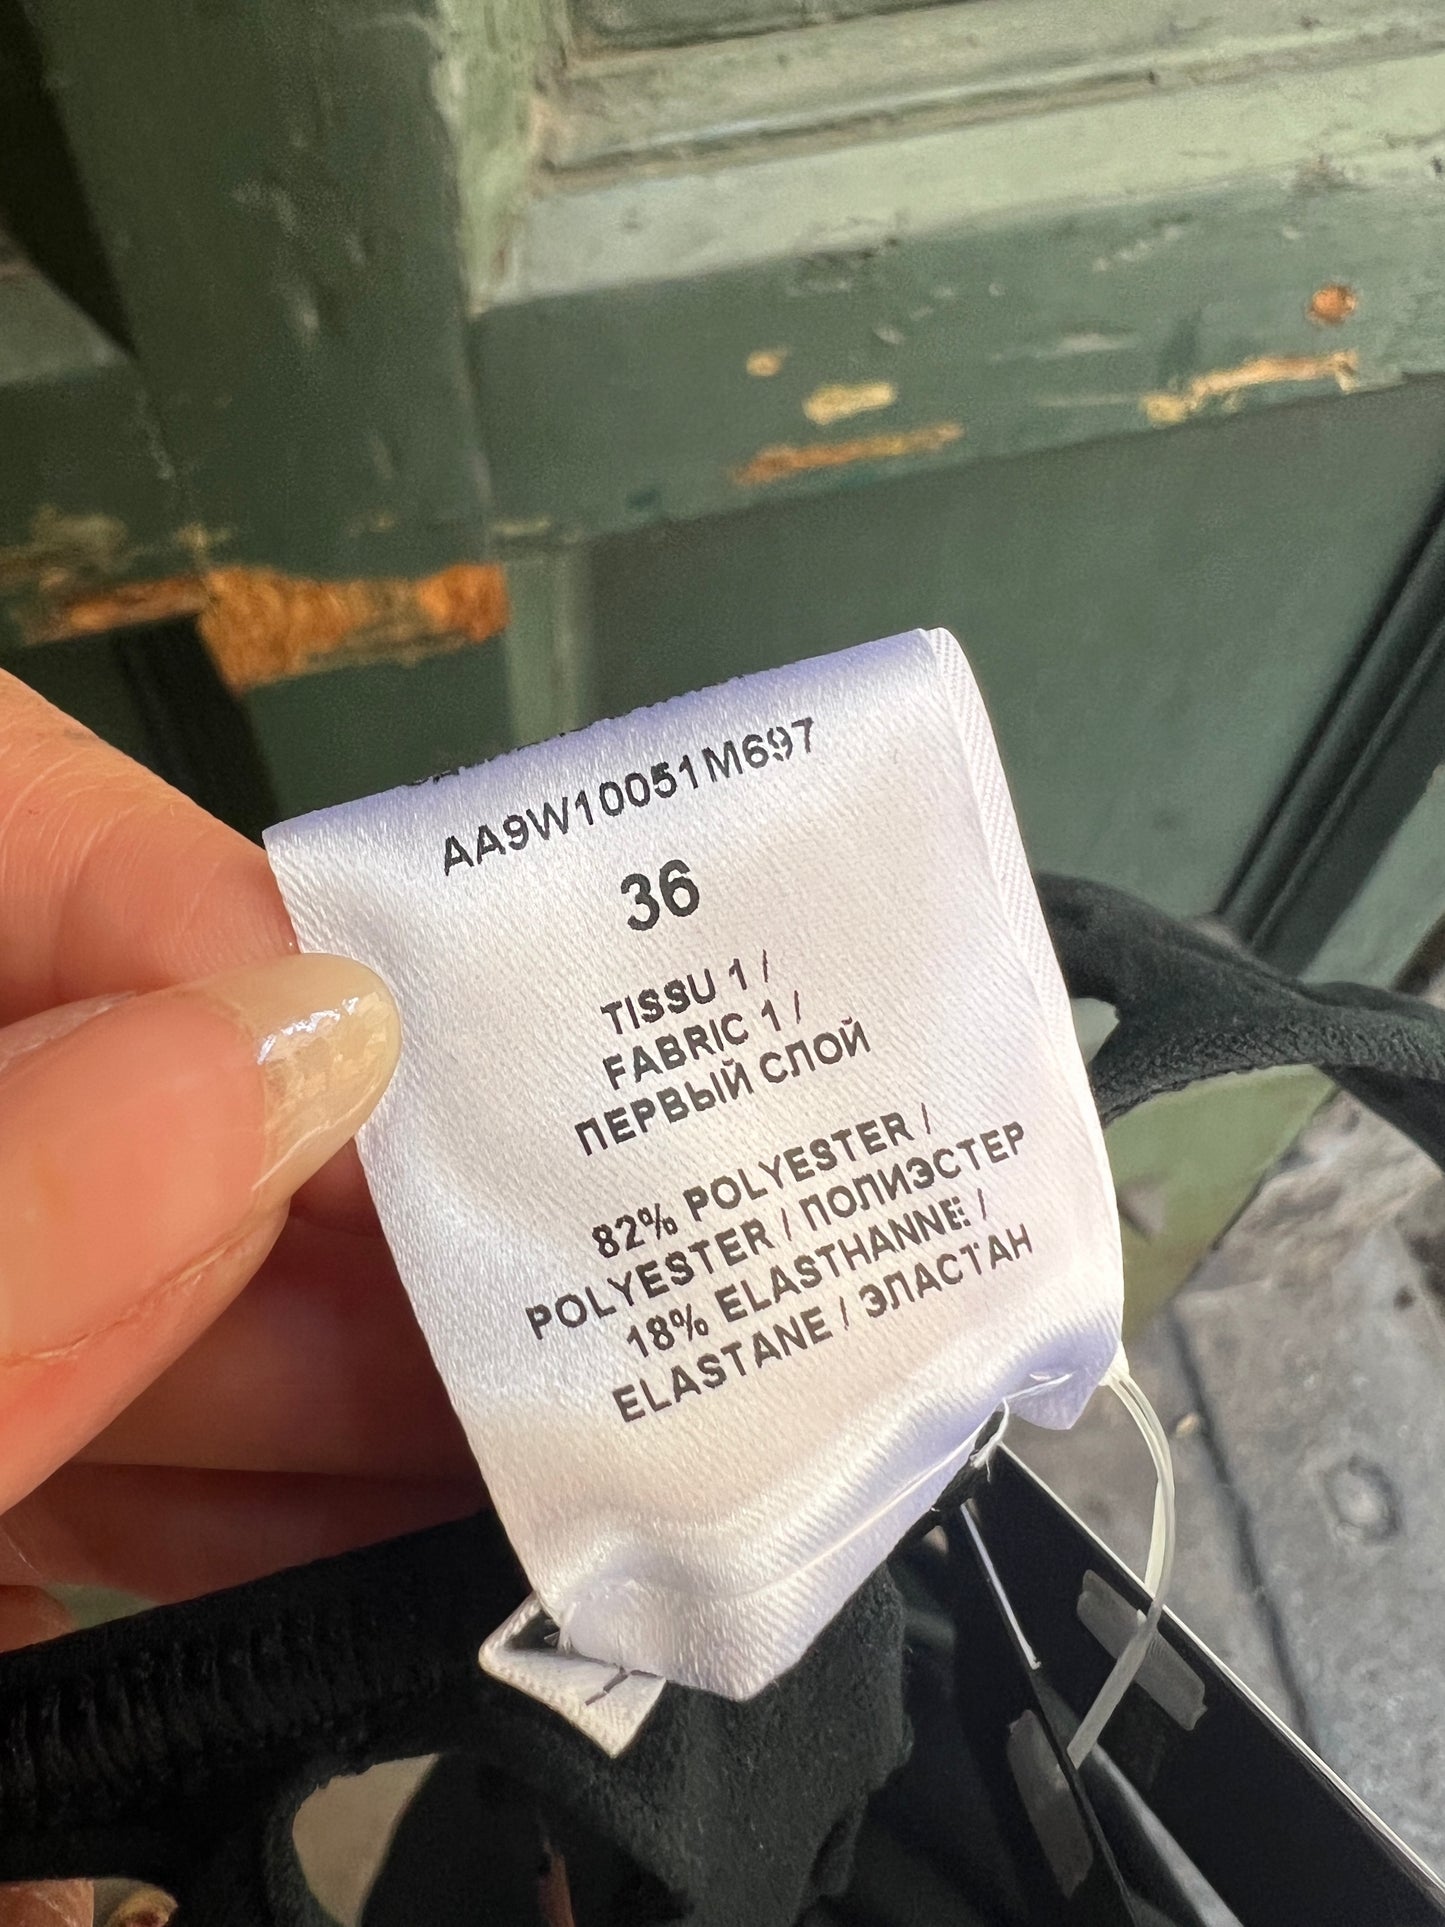 AA9W10051M697
36
TISSU 1 /
FABRIC 1 /
ПЕРВЫЙ СЛОЙ
82% POLYESTER /
POLYESTER / ПОЛИЭСТЕР
18% ELASTHANNE /
ELASTANE / ЭЛАСТАН